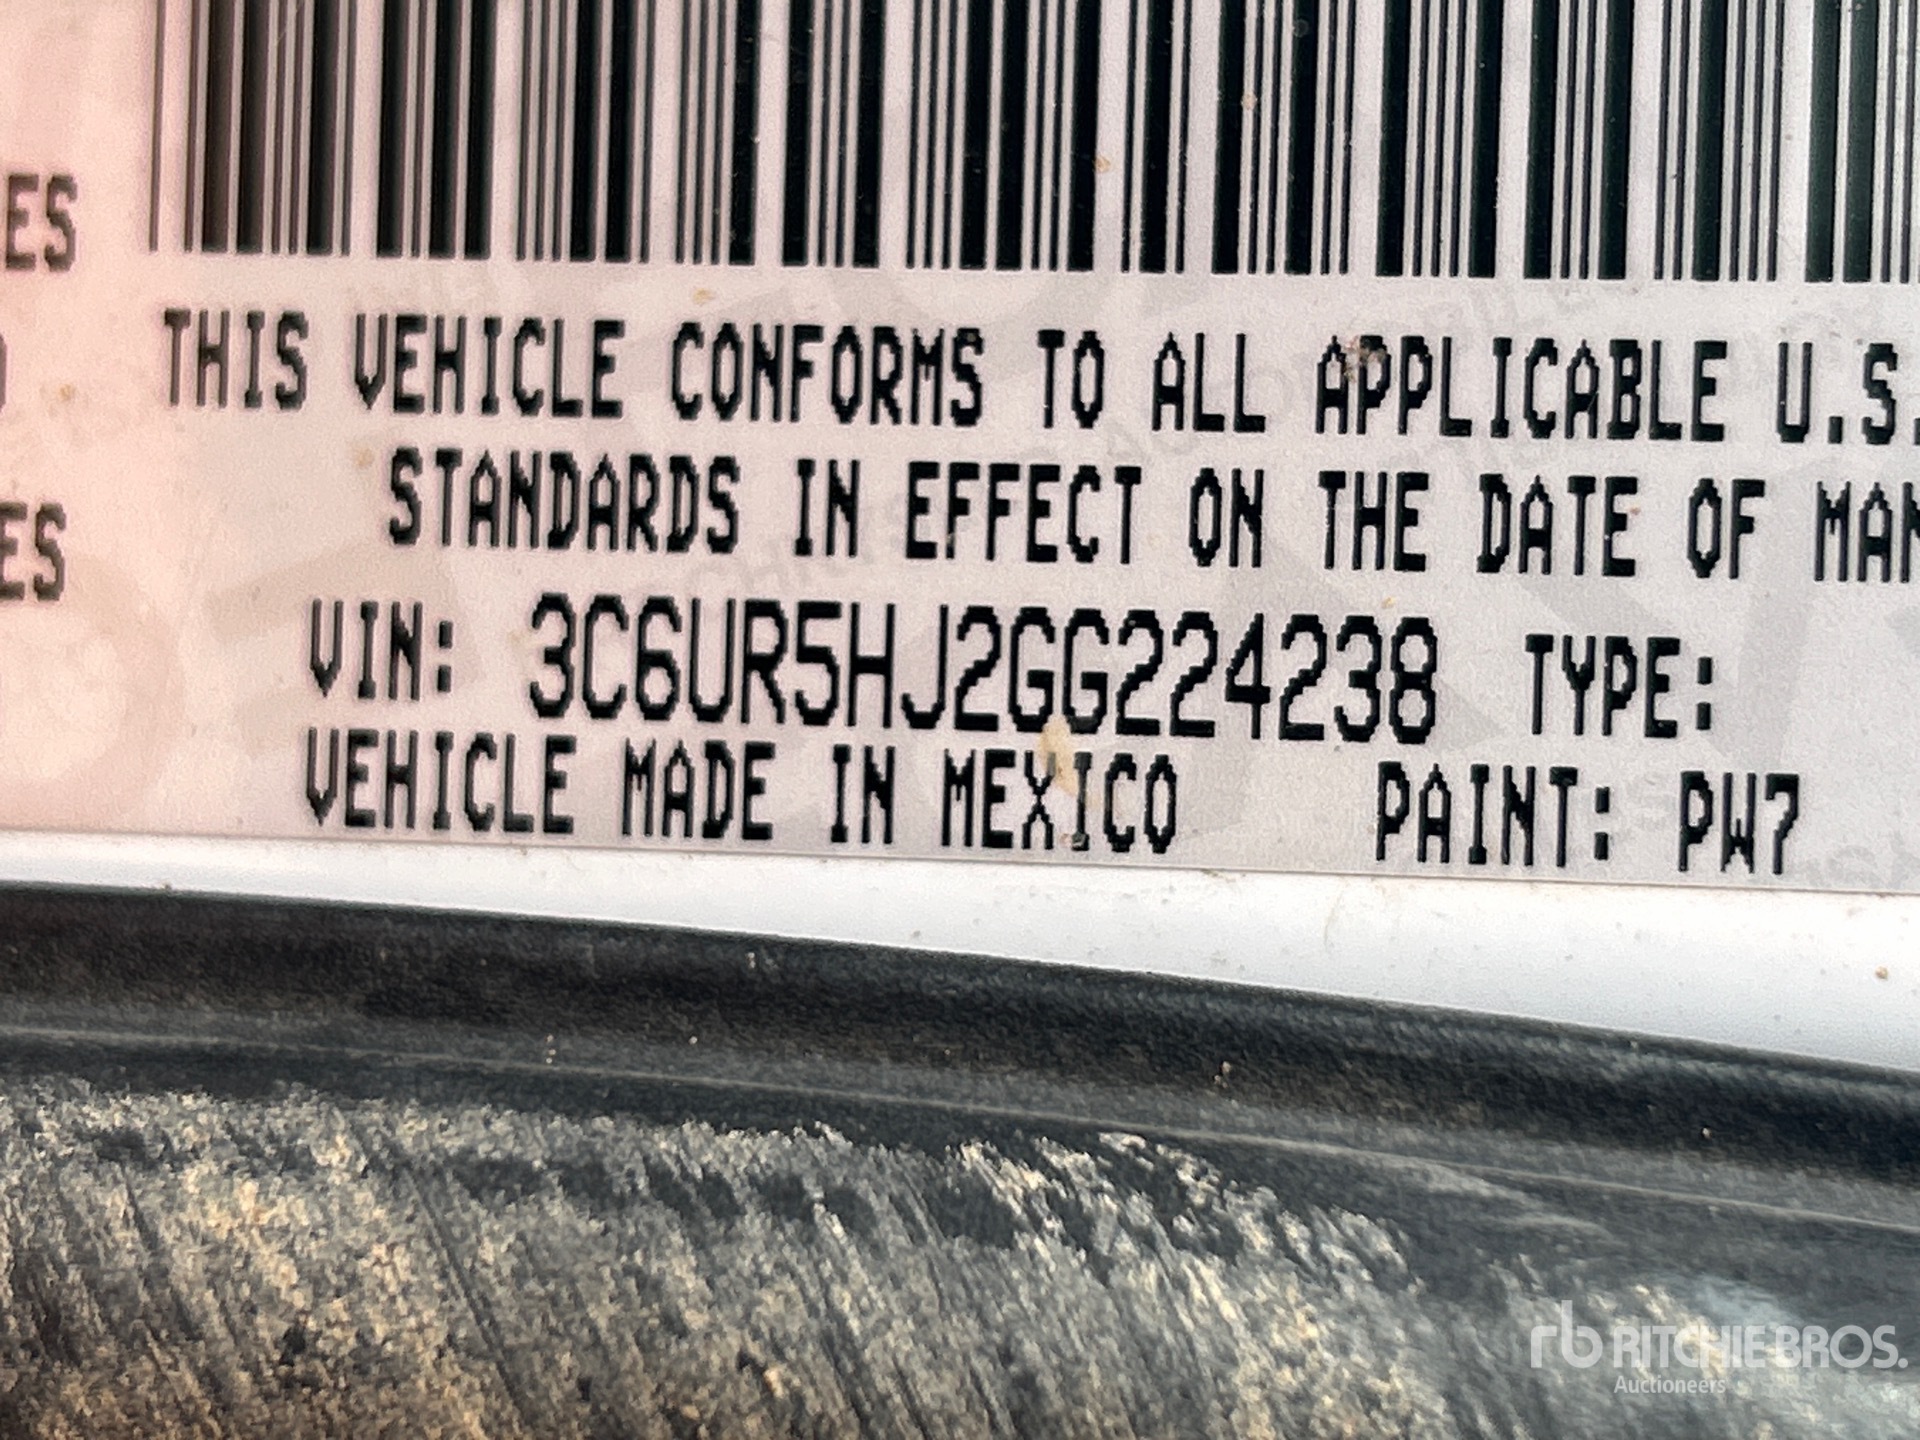 ES
THIS VEHICLE CONFORMS TO ALL APPLICABLE U.S.
STANDARDS IN EFFECT ON THE DATE OF MAN
ES
VIN: 3C6UR5HJ2GG224238 TYPE:
VEHICLE MADE IN MEXICO PAINT: PW7
rb RITCHIE BROS.
Auctioneers